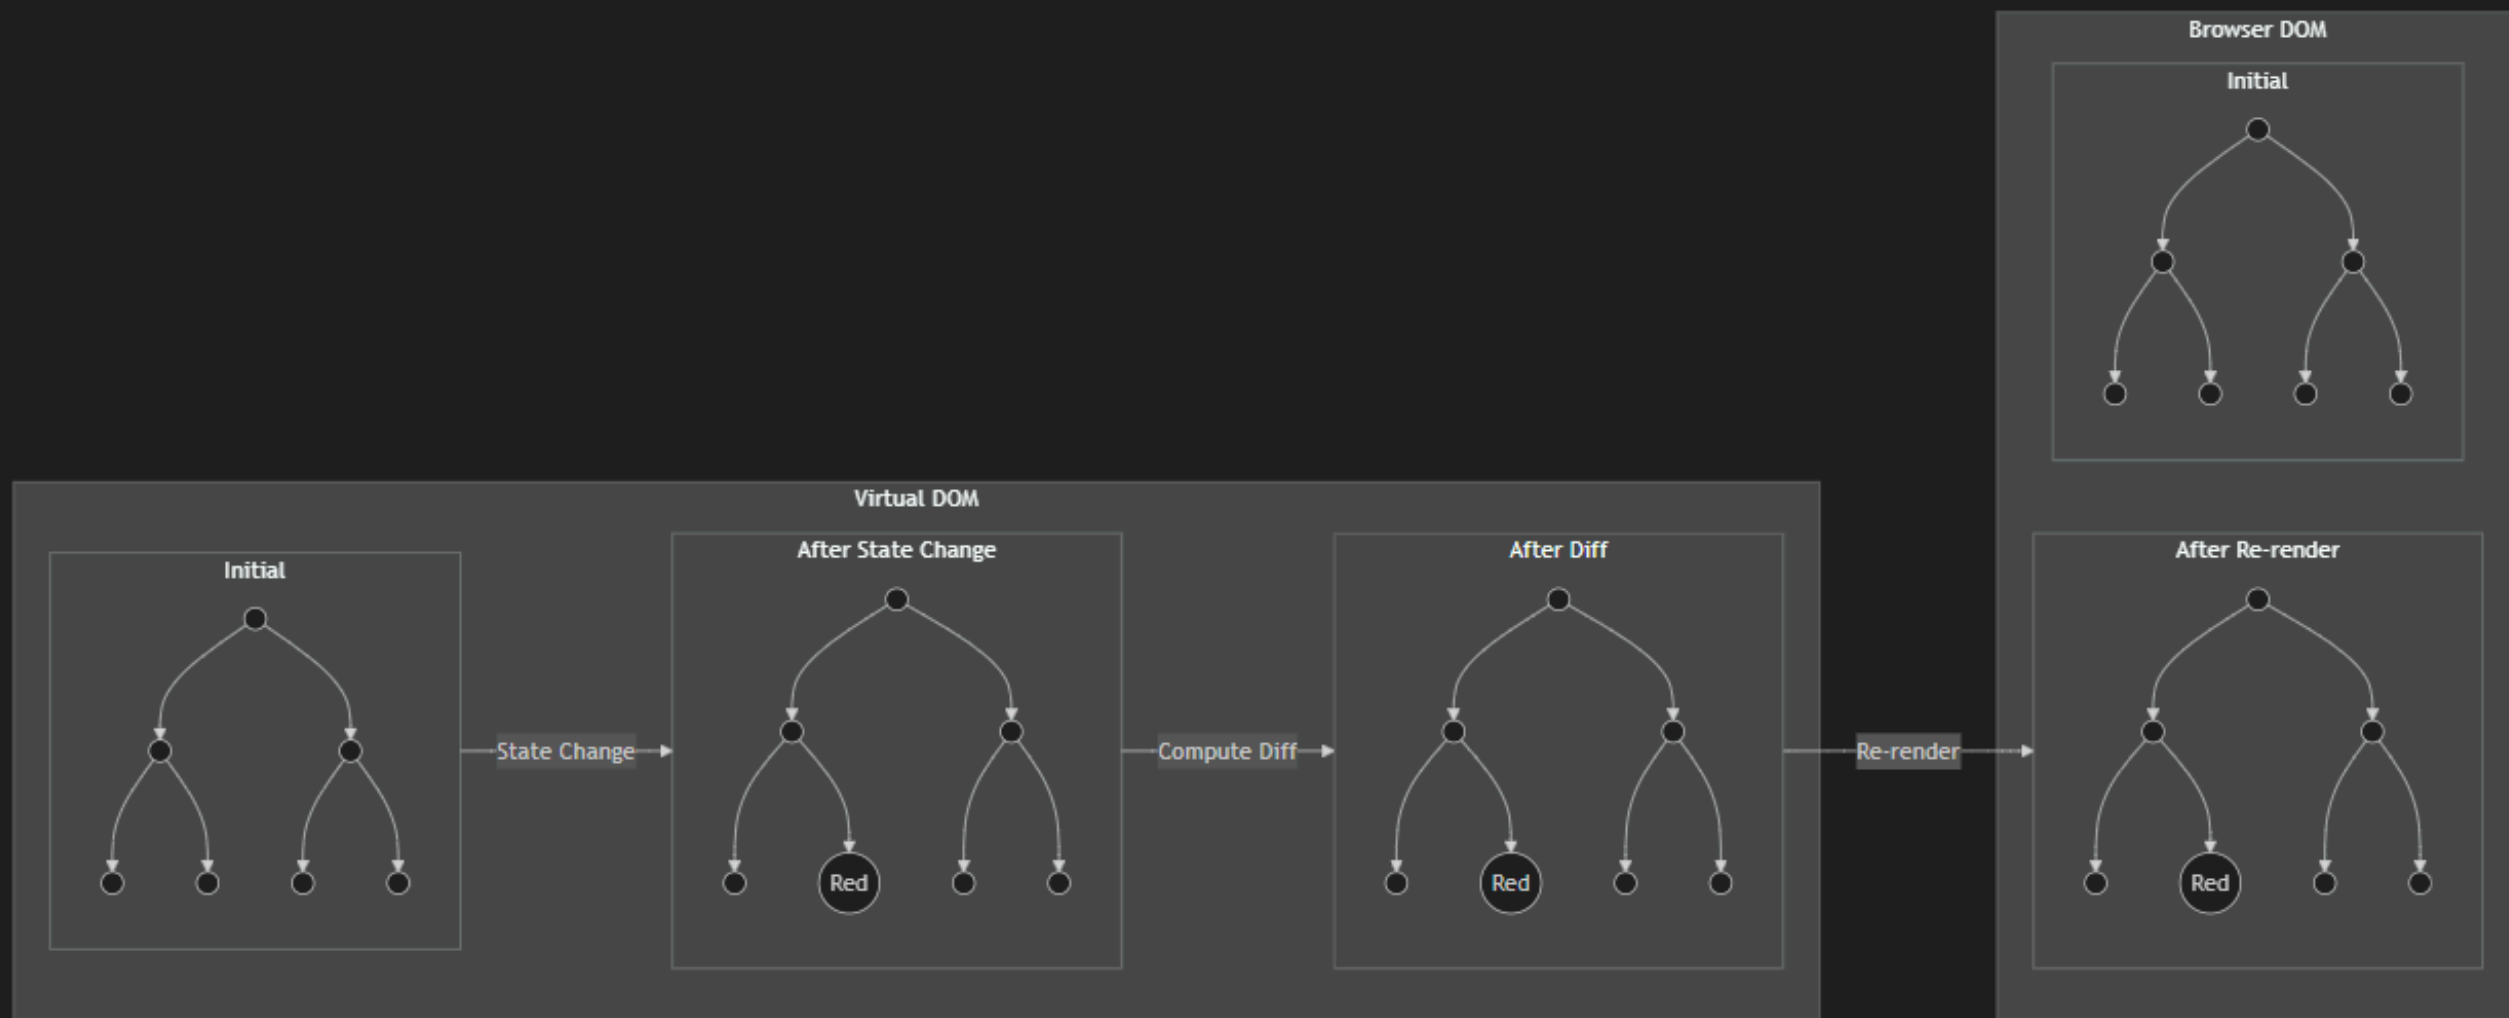 Browser DOM
Initial
Virtual DOM
Initial
State Change
After State Change
Red
Compute Diff
After Diff
Red
Re-render
After Re-render
Red